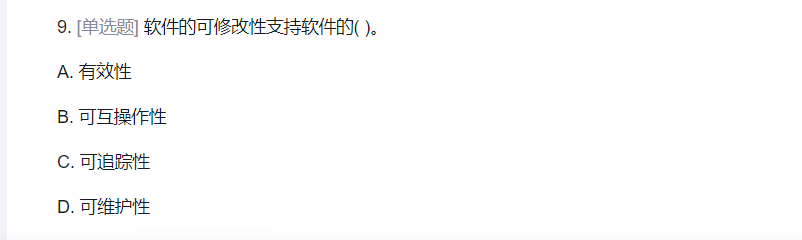 9. [单选题] 软件的可修改性支持软件的( )。
A. 有效性
B. 可互操作性
C. 可追踪性
D. 可维护性